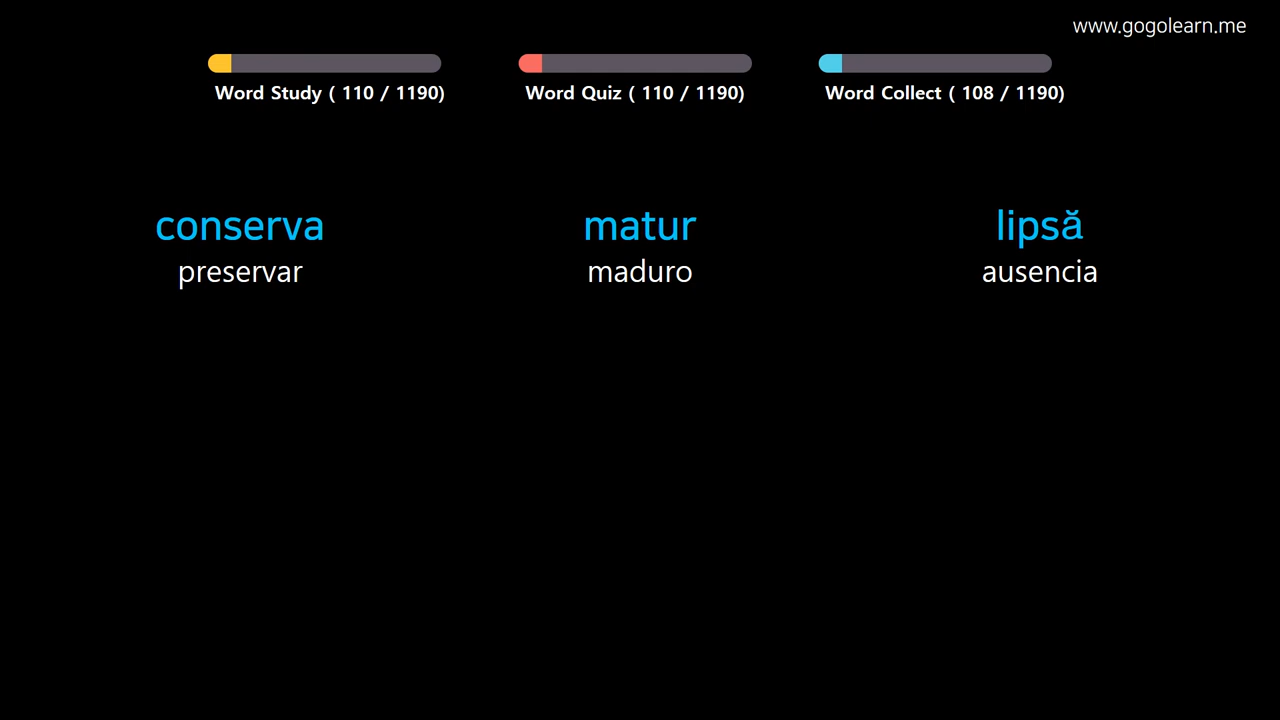 www.gogolearn.me
Word Study ( 110 / 1190)
Word Quiz ( 110 / 1190)
Word Collect ( 108 / 1190)
conserva
preservar
matur
maduro
lipsă
ausencia